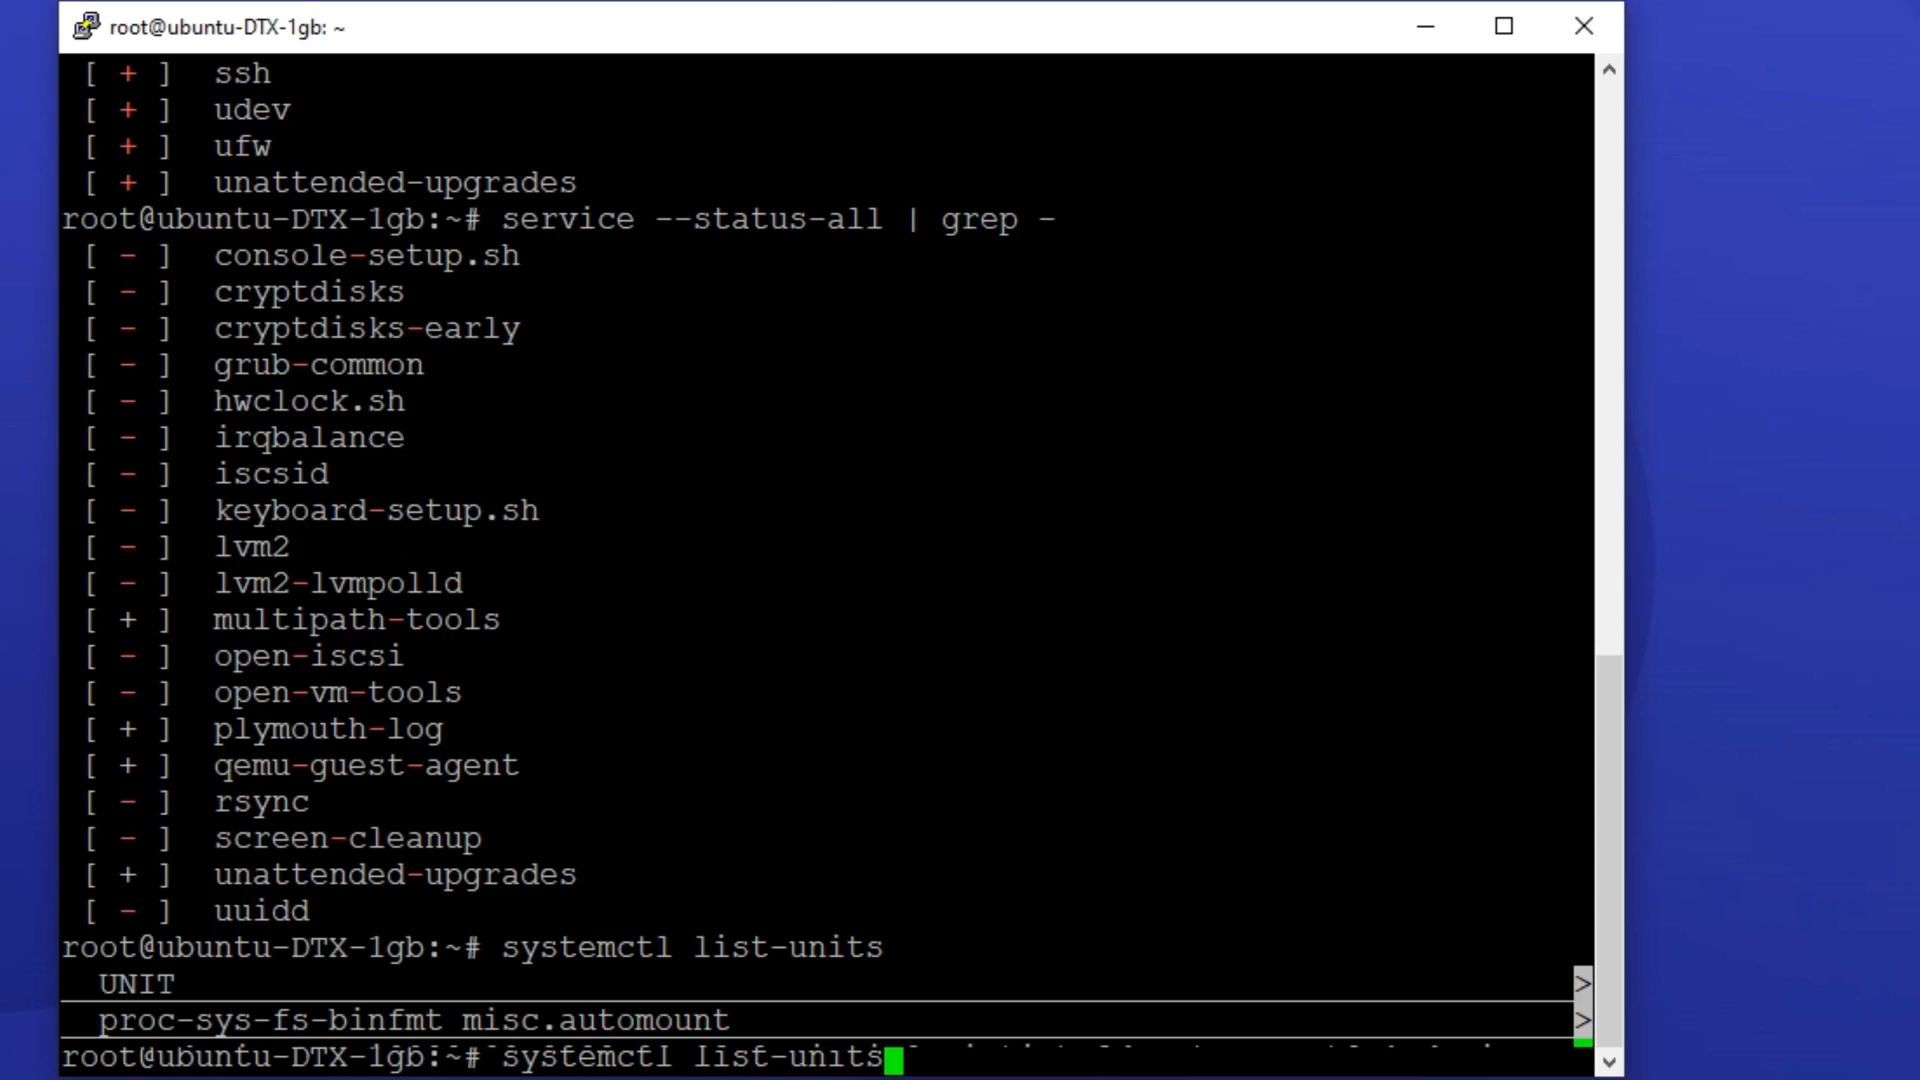 root@ubuntu-DTX-1gb: ~
[ + ] ssh
[ + ] udev
[ + ] ufw
[ + ] unattended-upgrades
root@ubuntu-DTX-1gb:~# service --status-all | grep -
[ - ] console-setup.sh
[ - ] cryptdisks
[ - ] cryptdisks-early
[ - ] grub-common
[ - ] hwclock.sh
[ - ] irqbalance
[ - ] iscsid
[ - ] keyboard-setup.sh
[ - ] lvm2
[ - ] lvm2-lvmpolld
[ + ] multipath-tools
[ - ] open-iscsi
[ - ] open-vm-tools
[ + ] plymouth-log
[ + ] qemu-guest-agent
[ - ] rsync
[ - ] screen-cleanup
[ + ] unattended-upgrades
[ - ] uuidd
root@ubuntu-DTX-1gb:~# systemctl list-units
UNIT >
proc-sys-fs-binfmt misc.automount >
root@ubuntu-DTX-1gb:~# systemctl list-units